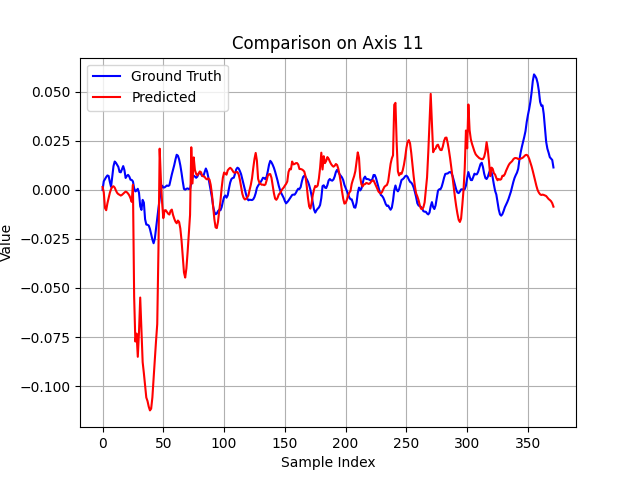 Comparison on Axis 11
Ground Truth
Predicted
0.050
0.025
0.000
−0.025
−0.050
−0.075
−0.100
Value
0 50 100 150 200 250 300 350
Sample Index